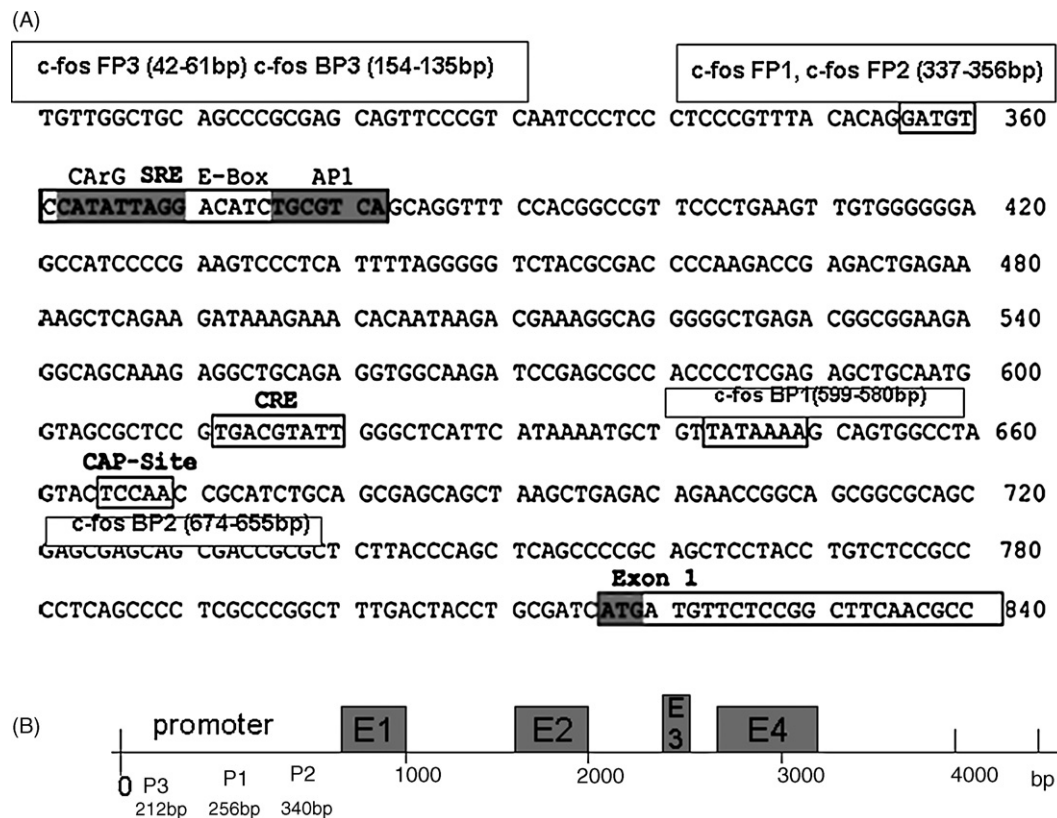 (A)
c-fos FP3 (42-61bp) c-fos BP3 (154-135bp)
c-fos FP1, c-fos FP2 (337-356bp)
TGTTGGCTGC AGCCCGCGAG CAGTTCCCGT CAATCCCTCC CTCCCGTTTA CACAGGATGT 360
CArG SRE E-Box AP1
CCATATTAGG ACATCTGCGT CAGCAGGTTT CCACGGCCGT TCCCTGAAGT TGTGGGGGGA 420
GCCATCCCCG AAGTCCCTCA TTTTAGGGGG TCTACGCGAC CCCAAGACCG AGACTGAGAA 480
AAGCTCAGAA GATAAAGAAA CACAATAAGA CGAAAGGCAG GGGGCTGAGA CGGCGGAAGA 540
GGCAGCAAAG AGGCTGCAGA GGTGGCAAGA TCCGAGCGCC ACCCCTCGAG AGCTGCAATG 600
CRE
c-fos BP1(599-580bp)
GTAGCGCTCC GTGACGTATT GGGCTCATTC ATAAAATGCT GTTATAAAAG CAGTGGCCTA 660
CAP-Site
GTACTCCAAC CGCATCTGCA GCGAGCAGCT AAGCTGAGAC AGAACCGGCA GCGGCGCAGC 720
c-fos BP2 (674-655bp)
GAGCGAGCAG CGACCGCGCT CTTACCCAGC TCAGCCCCGC AGCTCCTACC TGTCTCCGCC 780
Exon 1
CCTCAGCCCC TCGCCCGGCT TTGACTACCT GCGATCATGA TGTTCTCCGG CTTCAACGCC 840
(B)
promoter E1 E2 E3 E4
0 1000 2000 3000 4000 bp
P3 P1 P2
212bp 256bp 340bp